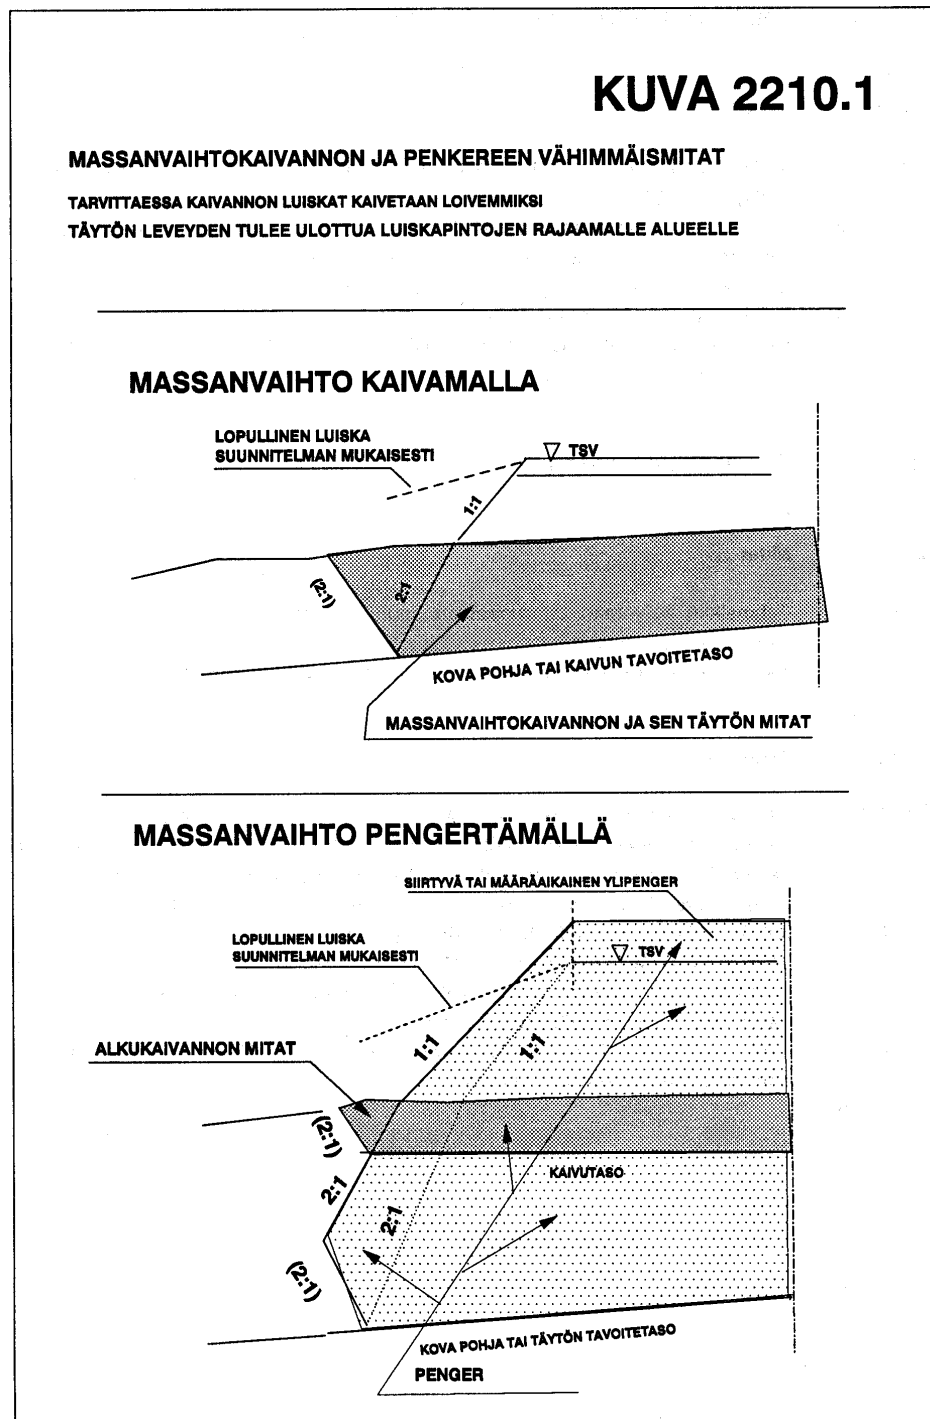 KUVA 2210.1
MASSANVAIHTOKAIVANNON JA PENKEREEN VÄHIMMÄISMITAT
TARVITTAESSA KAIVANNON LUISKAT KAIVETAAN LOIVEMMIKSI
TÄYTÖN LEVEYDEN TULEE ULOTTUA LUISKAPINTOJEN RAJAAMALLE ALUEELLE
MASSANVAIHTO KAIVAMALLA
LOPULLINEN LUISKA
SUUNNITELMAN MUKAISESTI
TSV
1:1
(2:1)
2:1
KOVA POHJA TAI KAIVUN TAVOITETASO
MASSANVAIHTOKAIVANNON JA SEN TÄYTÖN MITAT
MASSANVAIHTO PENGERTÄMÄLLÄ
SIIRTYVÄ TAI MÄÄRÄAIKAINEN YLIPENGER
LOPULLINEN LUISKA
SUUNNITELMAN MUKAISESTI
TSV
1:1
1:1
ALKUKAIVANNON MITAT
(2:1)
KAIVUTASO
2:1
2:1
(2:1)
KOVA POHJA TAI TÄYTÖN TAVOITETASO
PENGER